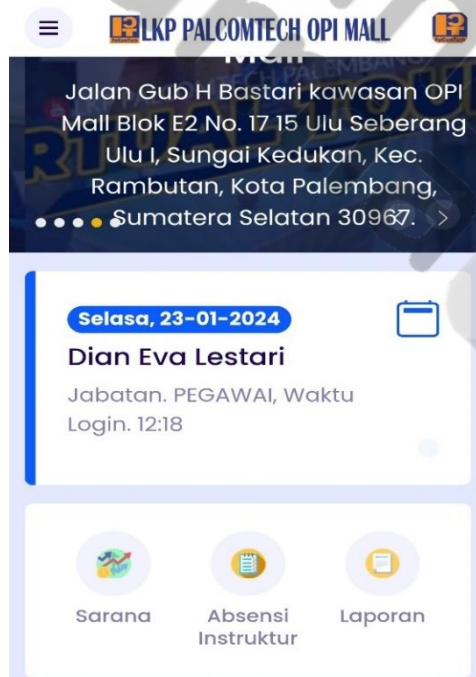 LKP PALCOMTECH OPI MALL
Mall
Jalan Gub H Bastari kawasan OPI
Mall Blok E2 No. 17 15 Ulu Seberang
Ulu I, Sungai Kedukan, Kec.
Rambutan, Kota Palembang,
Sumatera Selatan 30967.
Selasa, 23-01-2024
Dian Eva Lestari
Jabatan. PEGAWAI, Waktu
Login. 12:18
Sarana
Absensi
Instruktur
Laporan